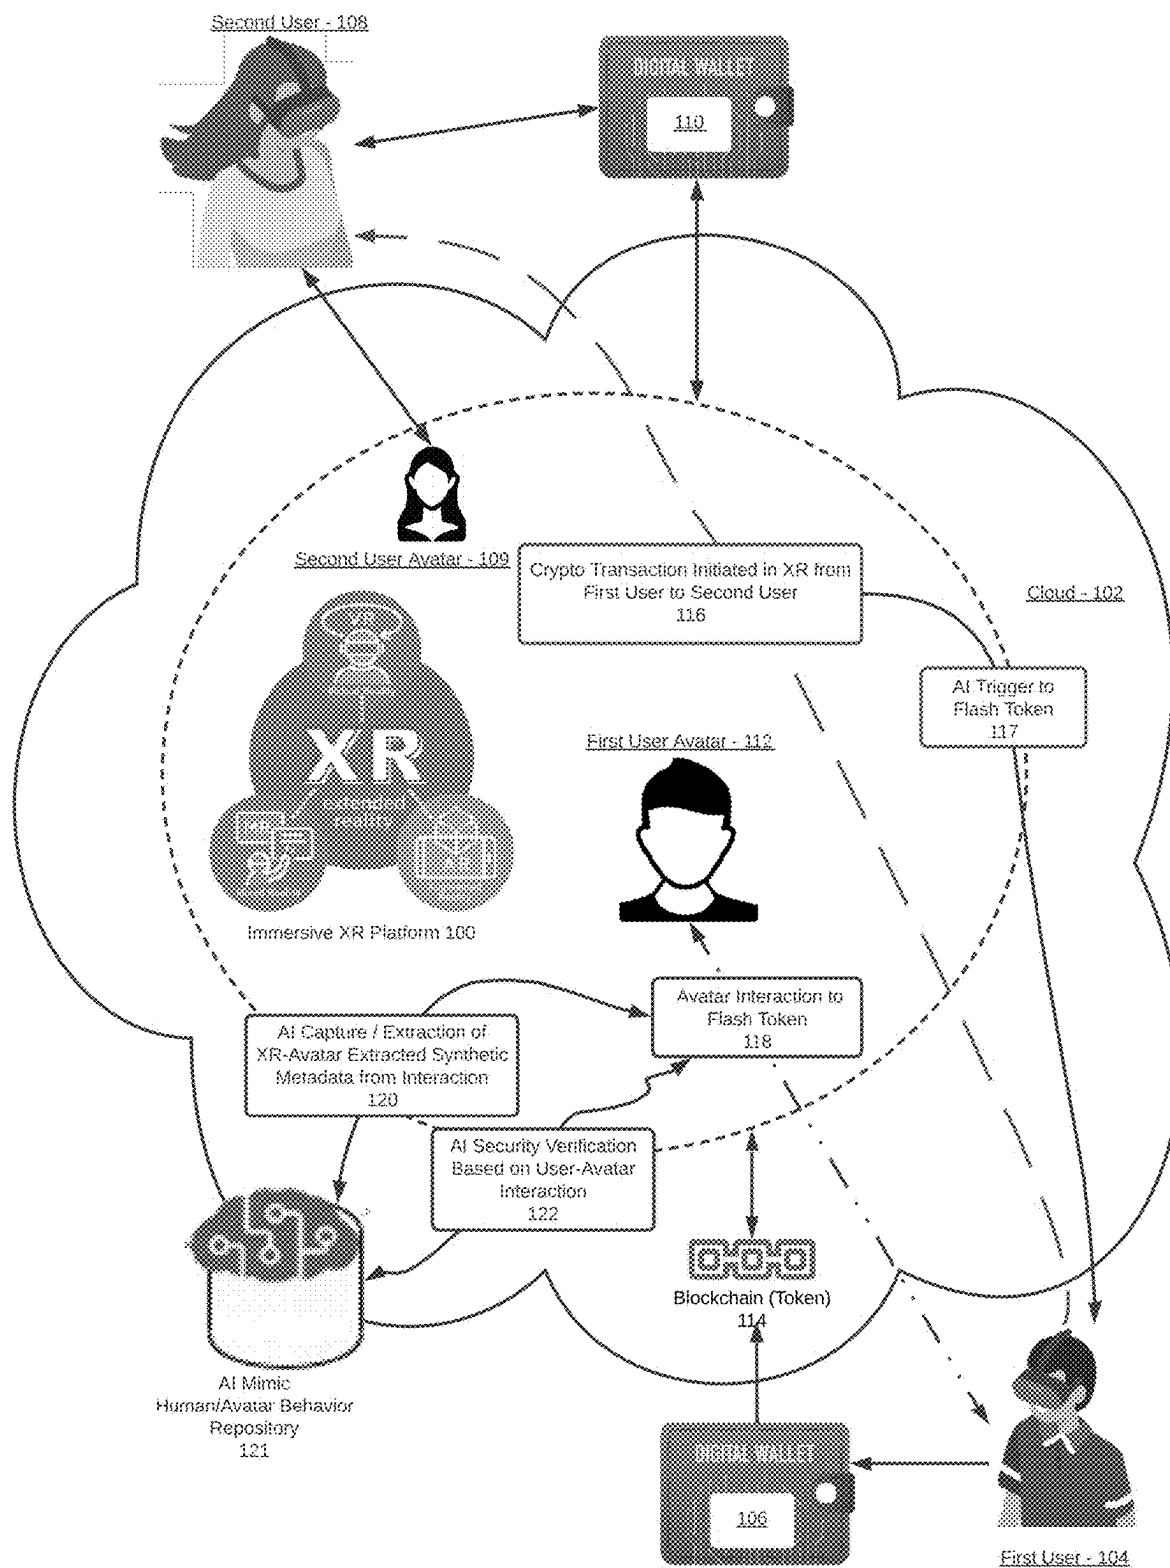 Second User - 108
DIGITAL WALLET
110
Second User Avatar - 109
Crypto Transaction Initiated in XR from
First User to Second User
116
Cloud - 102
VR
AI Trigger to
Flash Token
117
XR
extended
reality
First User Avatar - 112
Immersive XR Platform 100
Avatar Interaction to
Flash Token
118
AI Capture / Extraction of
XR-Avatar Extracted Synthetic
Metadata from Interaction
120
AI Security Verification
Based on User-Avatar
Interaction
122
Blockchain (Token)
114
AI Mimic
Human/Avatar Behavior
Repository
121
DIGITAL WALLET
106
First User - 104